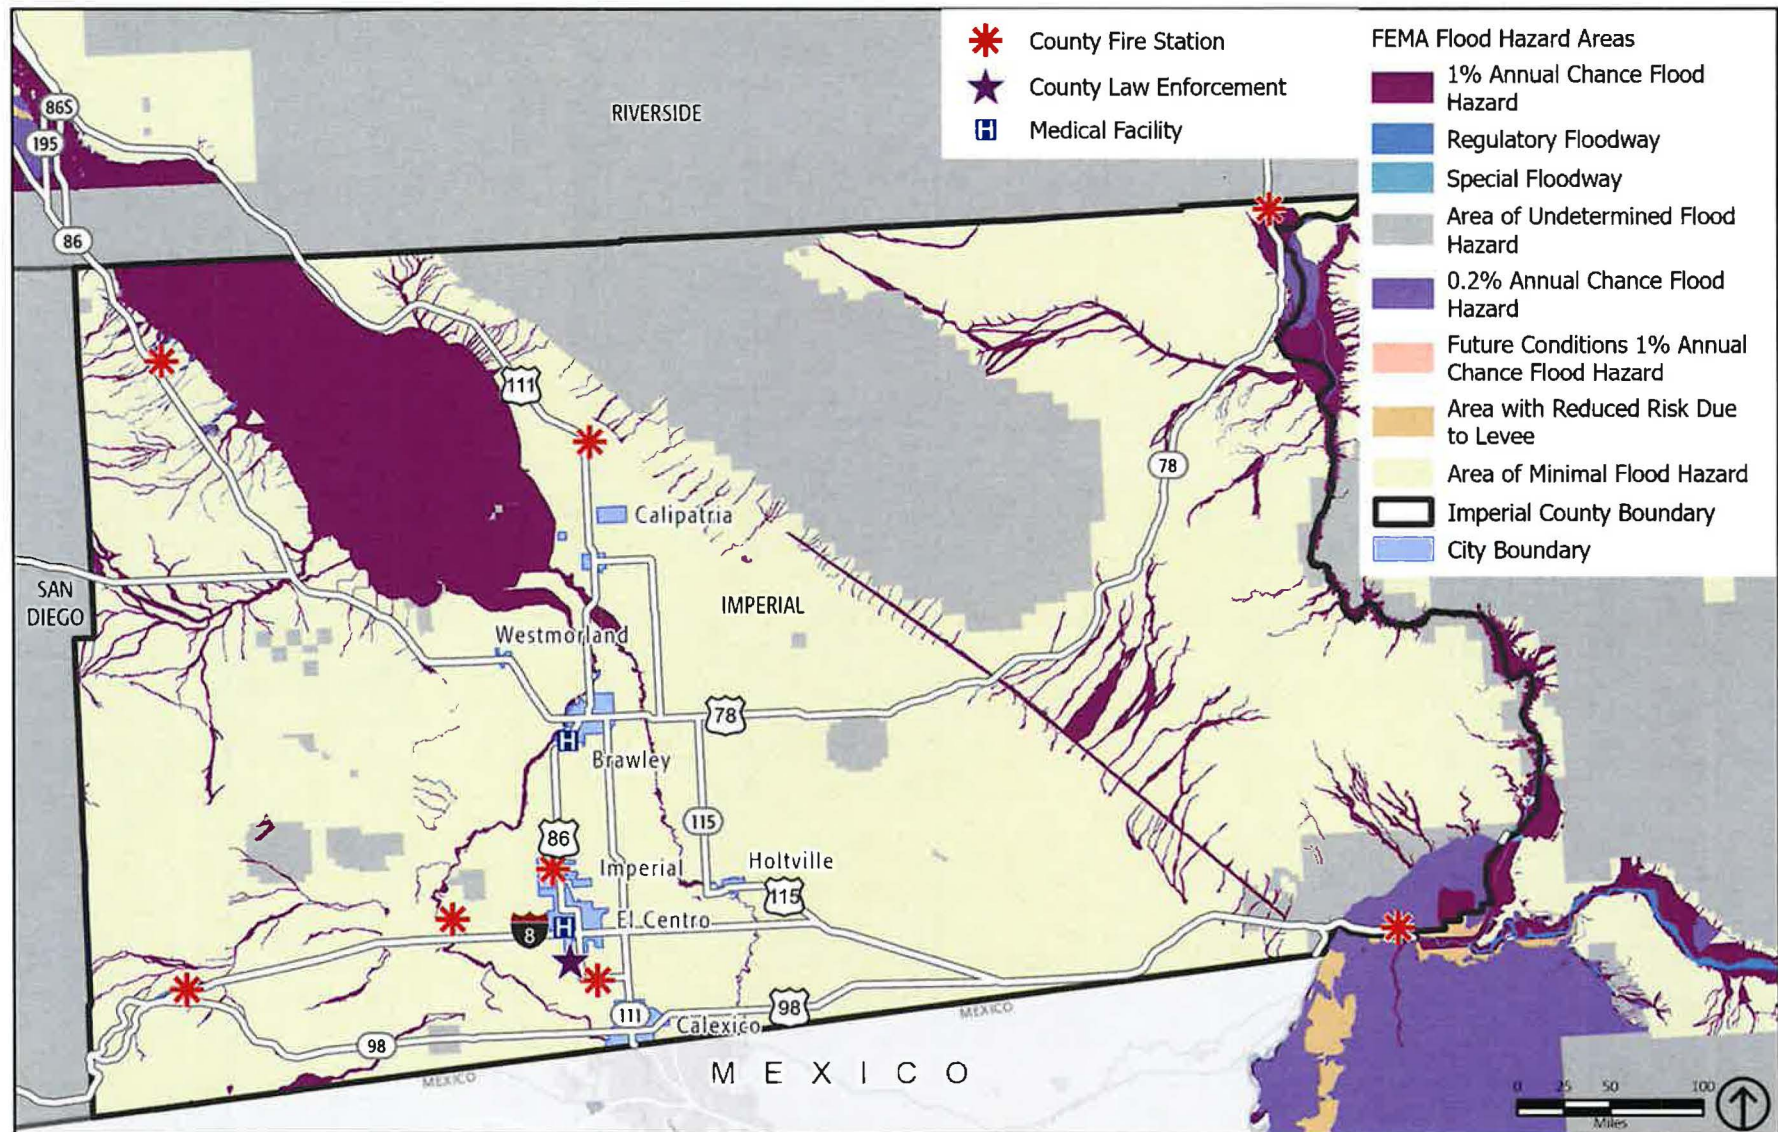 County Fire Station
County Law Enforcement
H
Medical Facility
FEMA Flood Hazard Areas
1% Annual Chance Flood
Hazard
Regulatory Floodway
Special Floodway
Area of Undetermined Flood
Hazard
0.2% Annual Chance Flood
Hazard
Future Conditions 1% Annual
Chance Flood Hazard
Area with Reduced Risk Due
to Levee
Area of Minimal Flood Hazard
Imperial County Boundary
City Boundary
RIVERSIDE
86S
195
86
111
78
Calipatria
SAN
DIEGO
IMPERIAL
Westmorland
78
H
Brawley
86
115
Imperial
Holtville
115
H
El Centro
8
98
111
Calexico
98
MEXICO
MEXICO
MEXICO
0 25 50 100
Miles